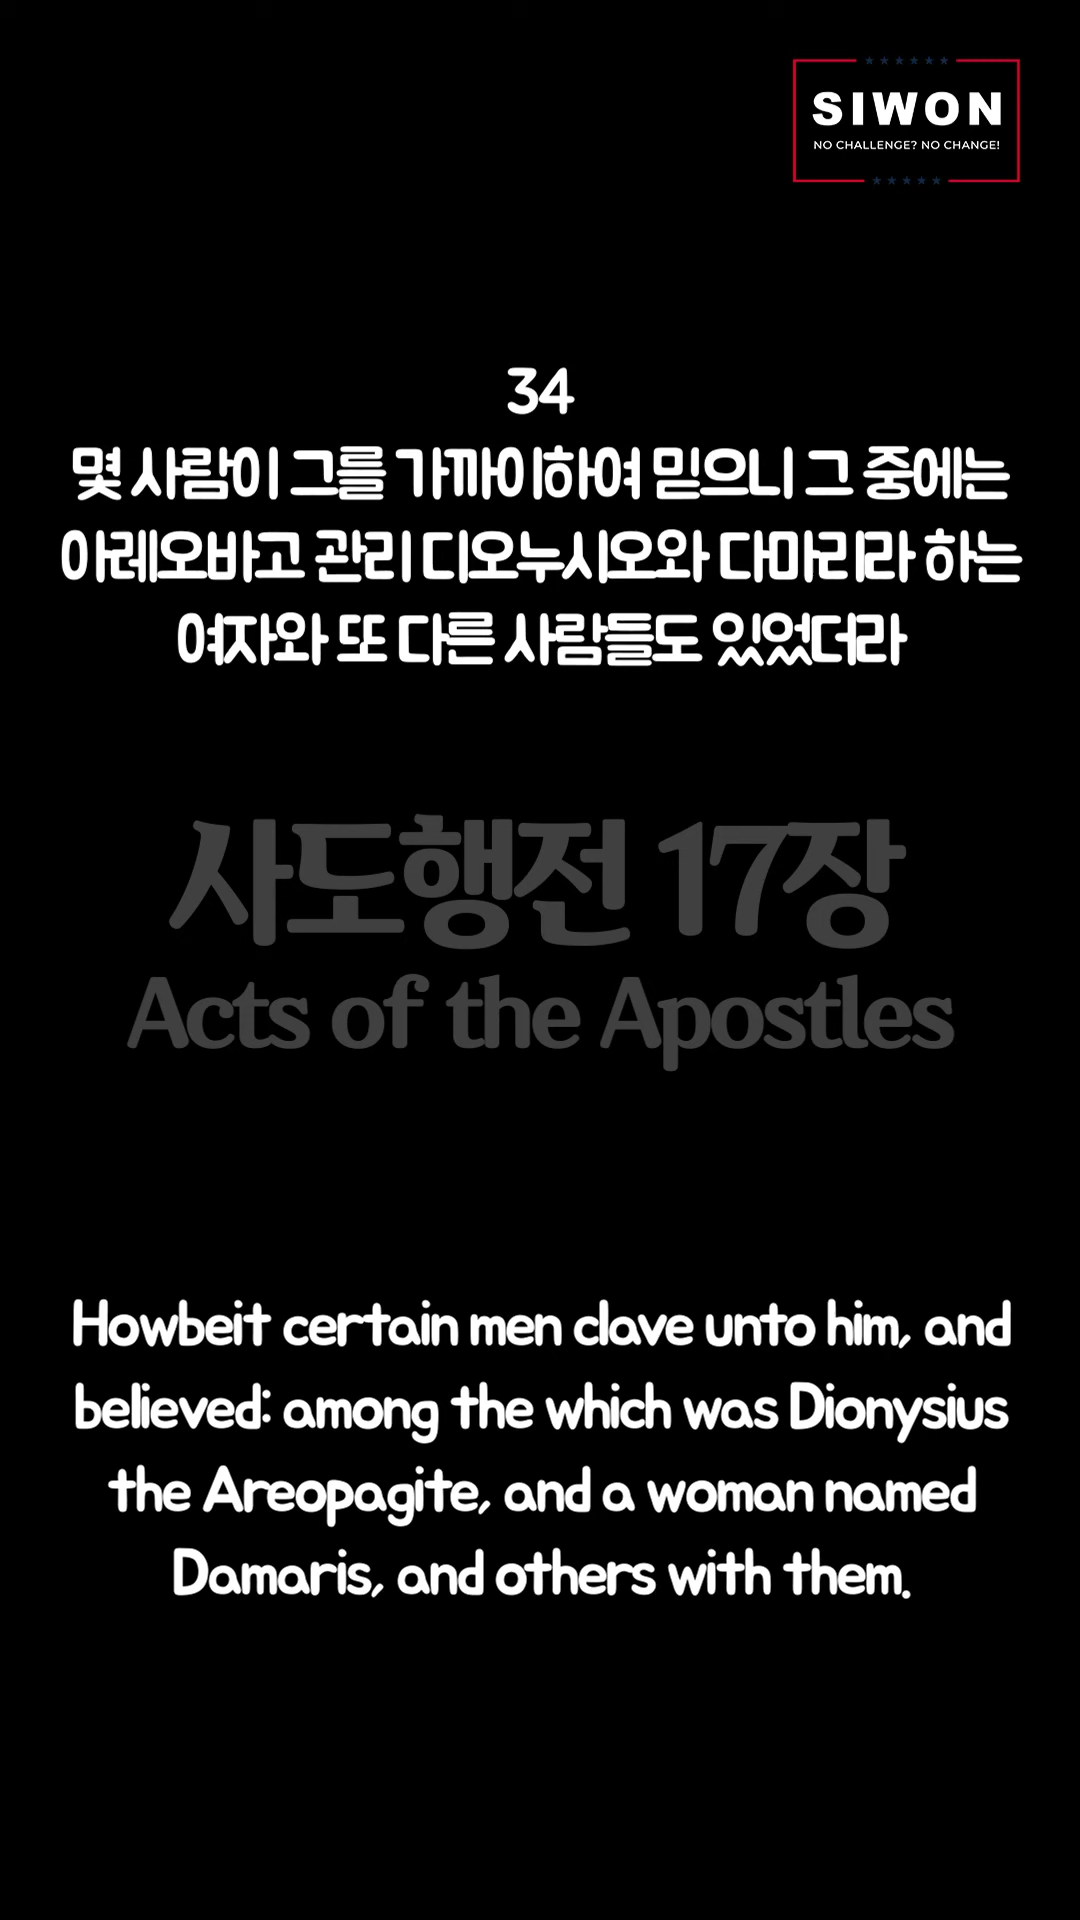 SIWON
NO CHALLENGE? NO CHANGE!
34
몇 사람이 그를 가까이하여 믿으니 그 중에는
아레오바고 관리 디오누시오와 다마리라 하는
여자와 또 다른 사람들도 있었더라
사도행전 17장
Acts of the Apostles
Howbeit certain men clave unto him, and
believed: among the which was Dionysius
the Areopagite, and a woman named
Damaris, and others with them.